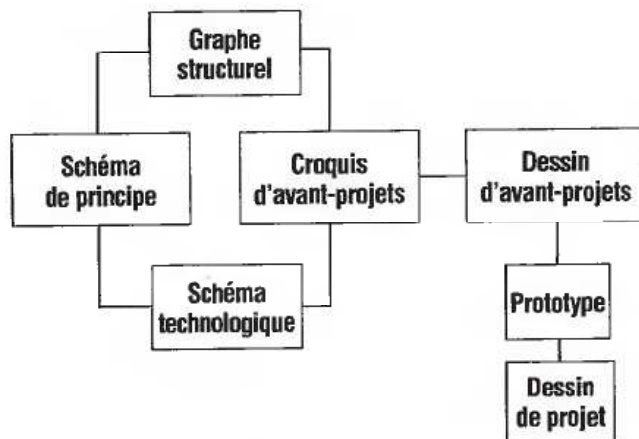 Graphe
structurel
Schéma
de principe
Croquis
d'avant-projets
Dessin
d'avant-projets
Schéma
technologique
Prototype
Dessin
de projet